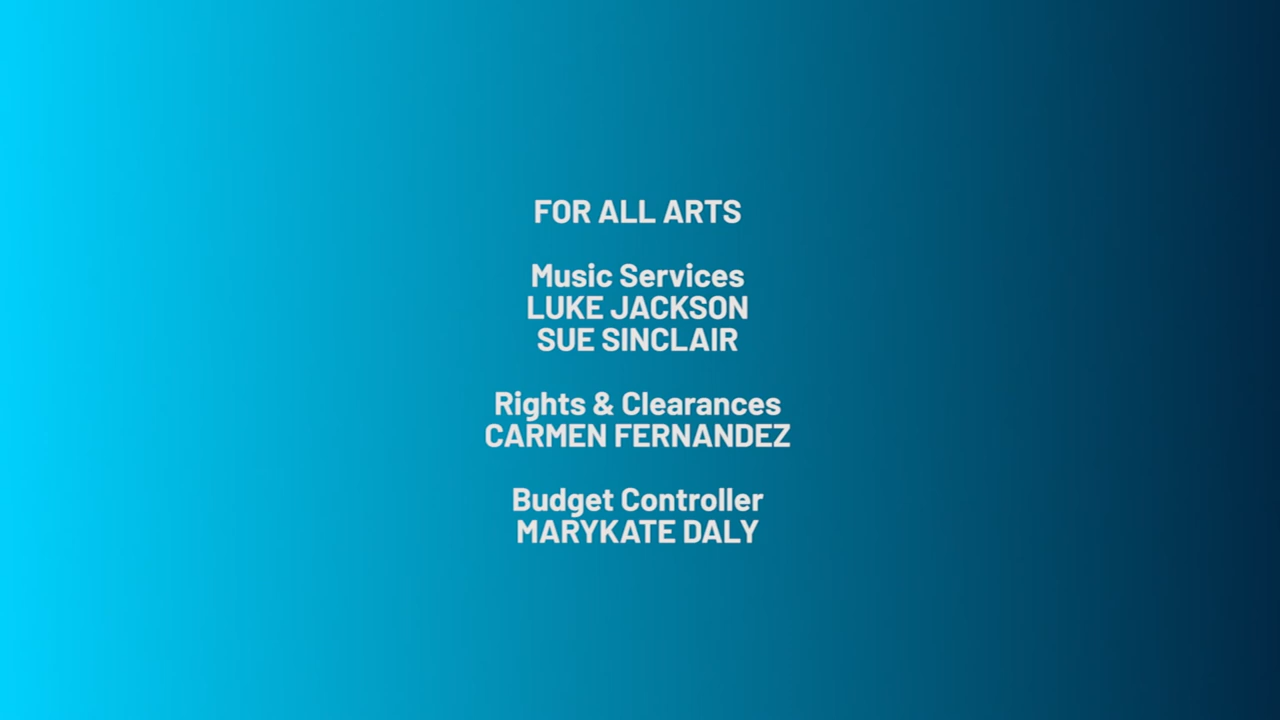 FOR ALL ARTS
Music Services
LUKE JACKSON
SUE SINCLAIR
Rights & Clearances
CARMEN FERNANDEZ
Budget Controller
MARYKATE DALY